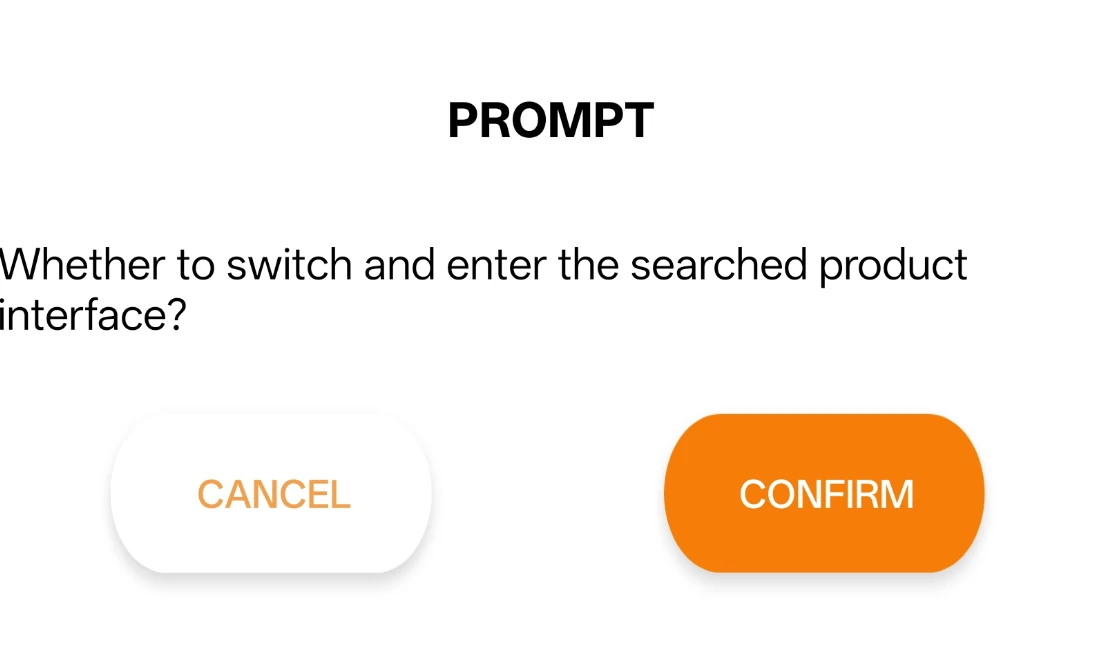 PROMPT
Whether to switch and enter the searched product
interface?
CANCEL
CONFIRM